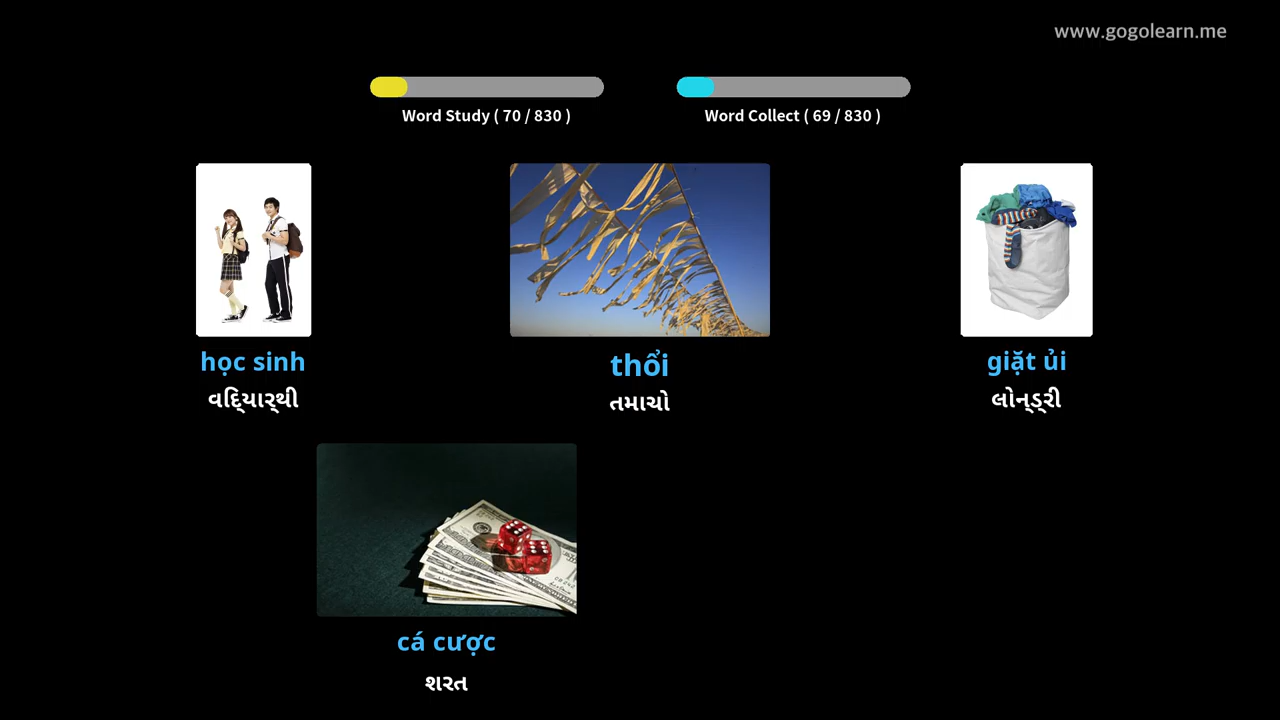 www.gogolearn.me
Word Study ( 70 / 830 )
Word Collect ( 69 / 830 )
học sinh
વિદ્યાર્થી
thổi
તમાચો
giặt ủi
લોન્ડ્રી
cá cược
શરત